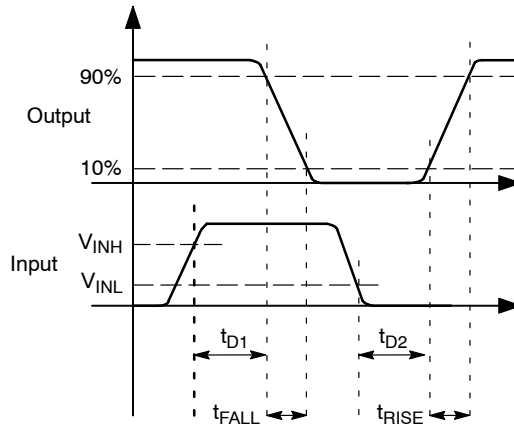 90%
Output
10%
V_INH
Input
V_INL
t_D1 t_D2
t_FALL t_RISE